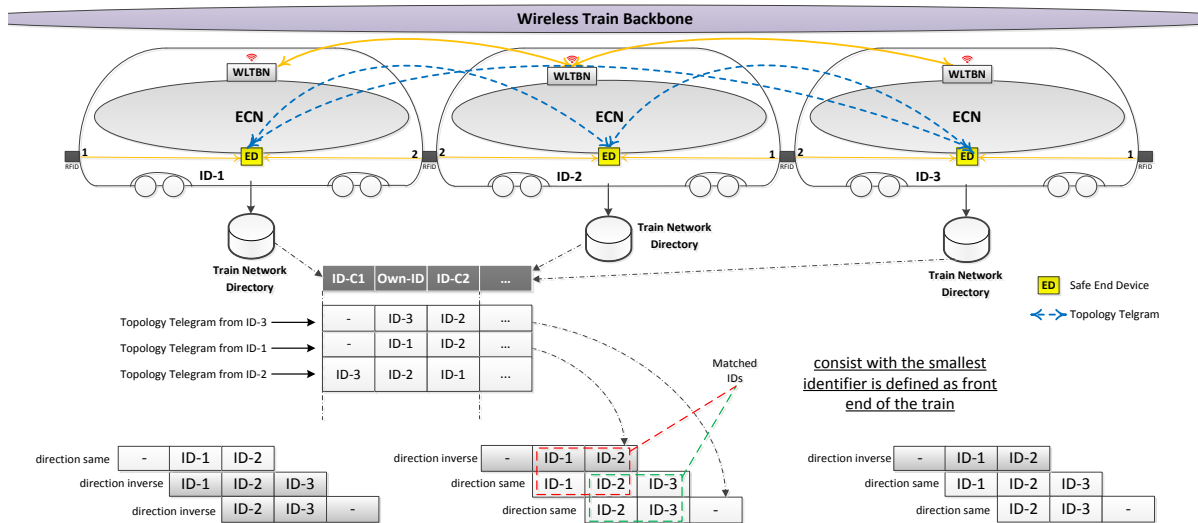 Wireless Train Backbone
WLTBN
WLTBN
WLTBN
ECN
ECN
ECN
1
ED
2
2
ED
1
2
ED
1
RFID
RFID
RFID
RFID
ID-1
ID-2
ID-3
Train Network
Directory
Train Network
Directory
Train Network
Directory
ID-C1 Own-ID ID-C2 ...
Topology Telegram from ID-3 - ID-3 ID-2 ...
Topology Telegram from ID-1 - ID-1 ID-2 ...
Topology Telegram from ID-2 ID-3 ID-2 ID-1 ...
ED Safe End Device
Topology Telgram
Matched
IDs
consist with the smallest
identifier is defined as front
end of the train
direction same - ID-1 ID-2
direction inverse ID-1 ID-2 ID-3
direction inverse ID-2 ID-3 -
direction inverse - ID-1 ID-2
direction same ID-1 ID-2 ID-3
direction same ID-2 ID-3 -
direction inverse - ID-1 ID-2
direction same ID-1 ID-2 ID-3
direction same ID-2 ID-3 -